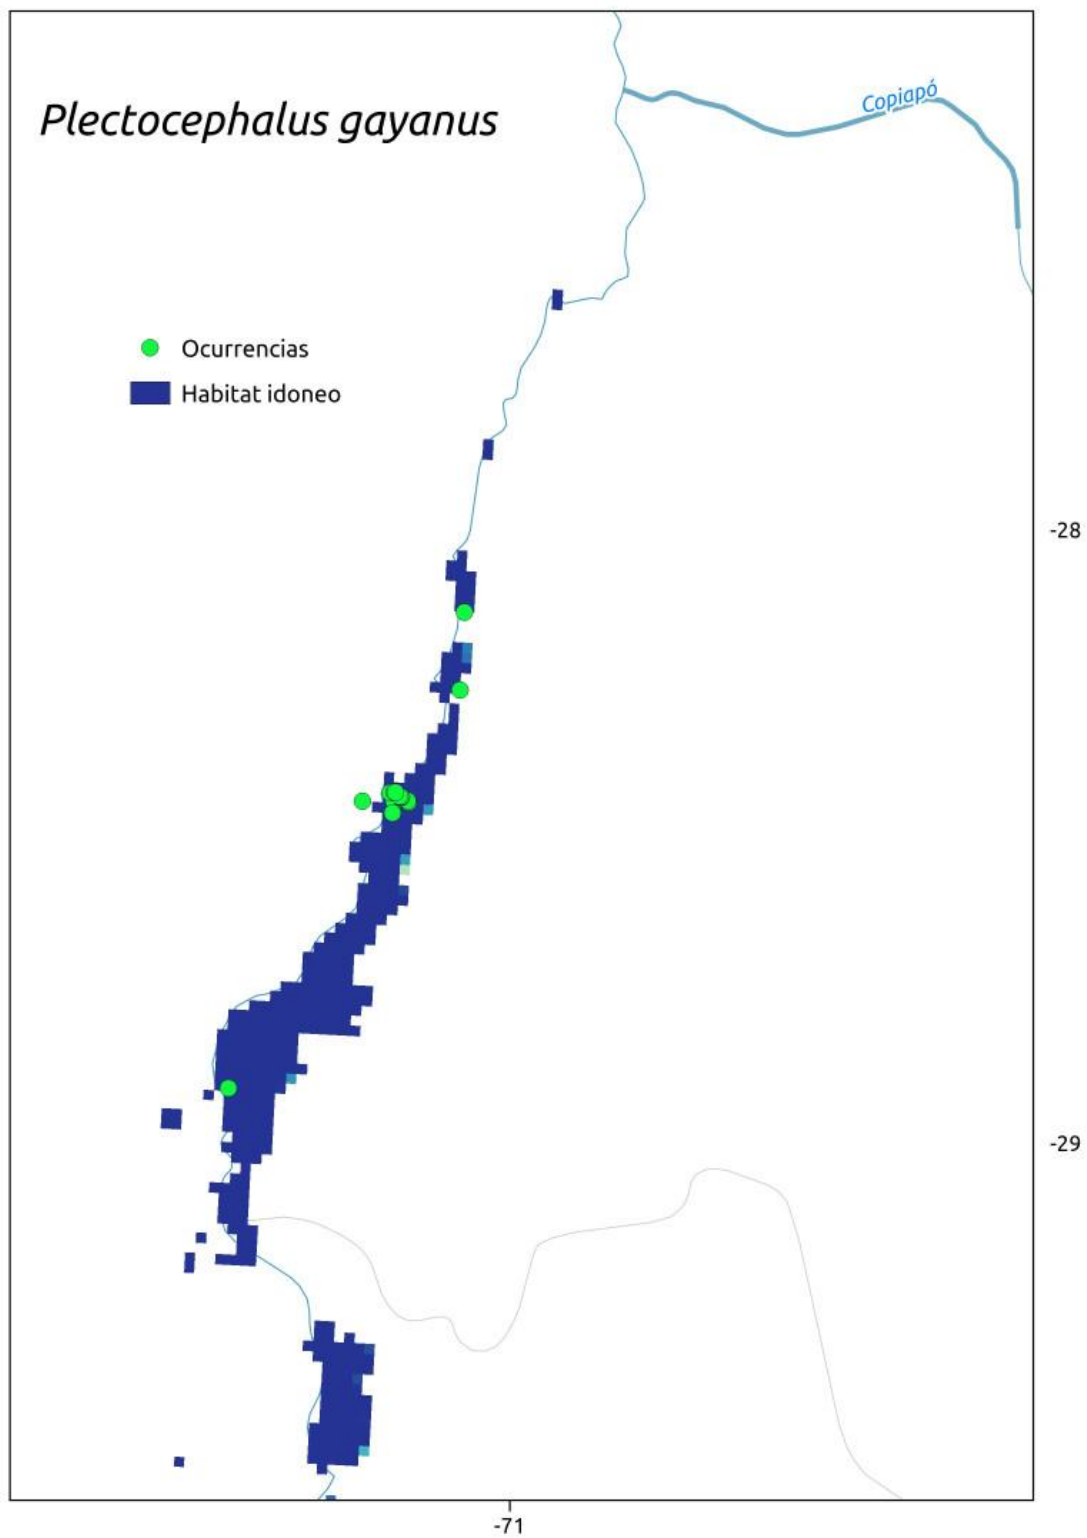 Copiapó
Plectocephalus gayanus
Ocurrencias
Habitat idoneo
-28
-29
-71